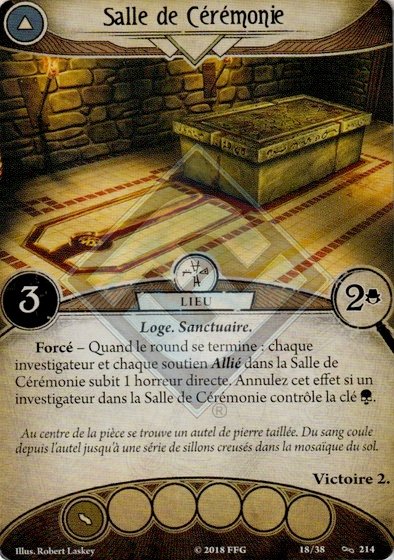 Salle de Cérémonie
3
LIEU
2
Loge. Sanctuaire.
Forcé – Quand le round se termine : chaque
investigateur et chaque soutien Allié dans la Salle de
Cérémonie subit 1 horreur directe. Annulez cet effet si un
investigateur dans la Salle de Cérémonie contrôle la clé .
Au centre de la pièce se trouve un autel de pierre taillée. Du sang coule
depuis l'autel jusqu'à une série de sillons creusés dans la mosaïque du sol.
Victoire 2.
Illus. Robert Laskey
© 2018 FFG
18/38
214
®